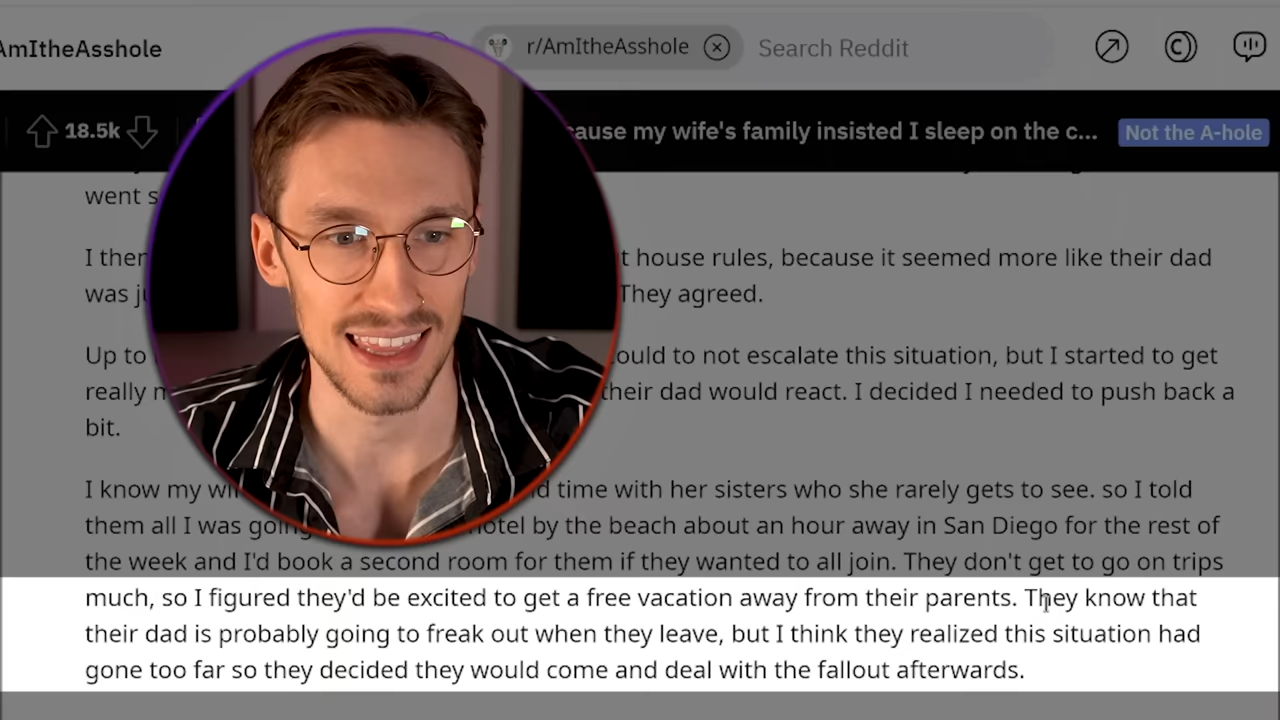 AmItheAsshole r/AmItheAsshole Search Reddit
18.5k cause my wife's family insisted I sleep on the c... Not the A-hole
went s
I then t house rules, because it seemed more like their dad
was ju They agreed.
Up to ould to not escalate this situation, but I started to get
really m their dad would react. I decided I needed to push back a
bit.
I know my wi d time with her sisters who she rarely gets to see. so I told
them all I was going otel by the beach about an hour away in San Diego for the rest of
the week and I'd book a second room for them if they wanted to all join. They don't get to go on trips
much, so I figured they'd be excited to get a free vacation away from their parents. They know that
their dad is probably going to freak out when they leave, but I think they realized this situation had
gone too far so they decided they would come and deal with the fallout afterwards.